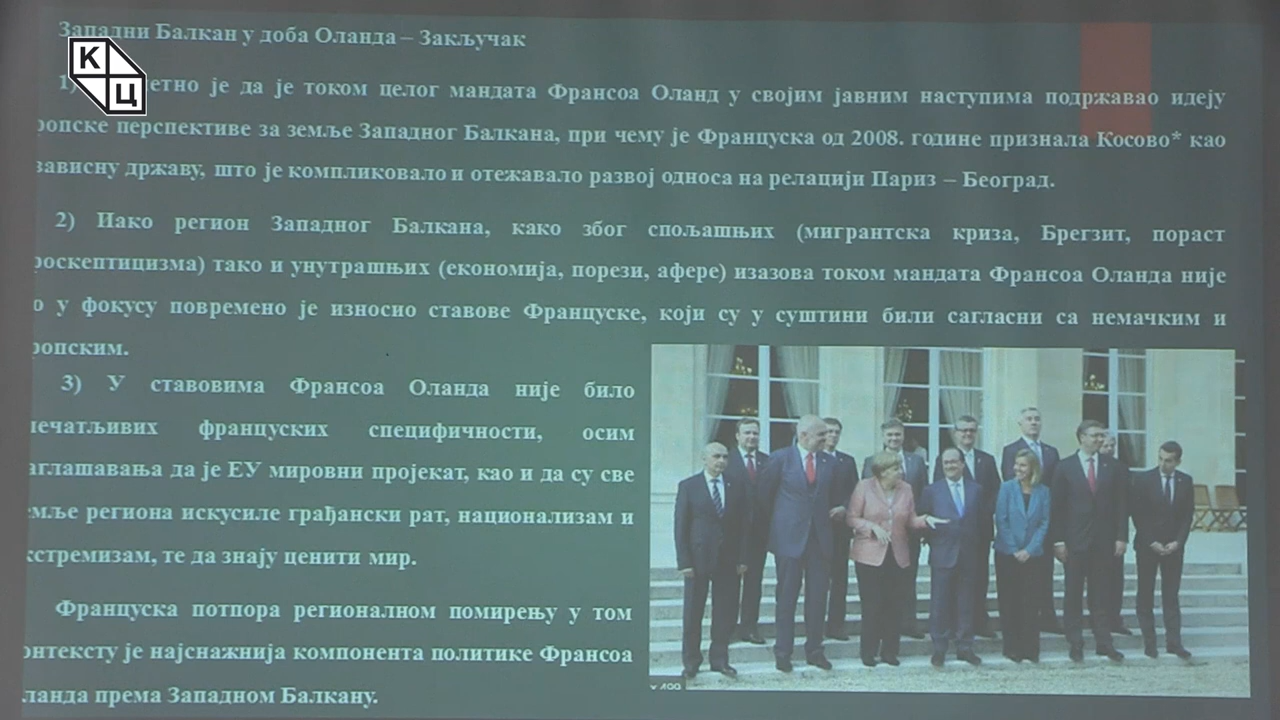 Западни Балкан у доба Оланда – Закључак
К
Ц
1) етно је да је током целог мандата Франсоа Оланд у својим јавним наступима подржавао идеју
ропске перспективе за земље Западног Балкана, при чему је Француска од 2008. године признала Косово* као
зависну државу, што је компликовало и отежавало развој односа на релацији Париз – Београд.
2) Иако регион Западног Балкана, како због спољашњих (мигрантска криза, Брегзит, пораст
роскептицизма) тако и унутрашњих (економија, порези, афере) изазова током мандата Франсоа Оланда није
о у фокусу повремено је износио ставове Француске, који су у суштини били сагласни са немачким и
ропским.
3) У ставовима Франсоа Оланда није било
печатљивих француских специфичности, осим
аглашавања да је ЕУ мировни пројекат, као и да су све
емље региона искусиле грађански рат, национализам и
кстремизам, те да знају ценити мир.
Француска потпора регионалном помирењу у том
онтексту је најснажнија компонента политике Франсоа
ланда према Западном Балкану.